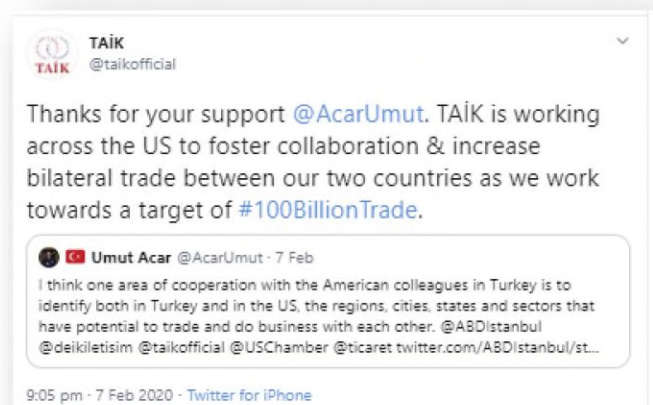 TAİK
@taikofficial
TAİK
Thanks for your support @AcarUmut. TAİK is working
across the US to foster collaboration & increase
bilateral trade between our two countries as we work
towards a target of #100BillionTrade.
Umut Acar @AcarUmut · 7 Feb
I think one area of cooperation with the American colleagues in Turkey is to
identify both in Turkey and in the US, the regions, cities, states and sectors that
have potential to trade and do business with each other. @ABDIstanbul
@deikiletisim @taikofficial @USChamber @ticaret twitter.com/ABDIstanbul/st...
9:05 pm · 7 Feb 2020 · Twitter for iPhone